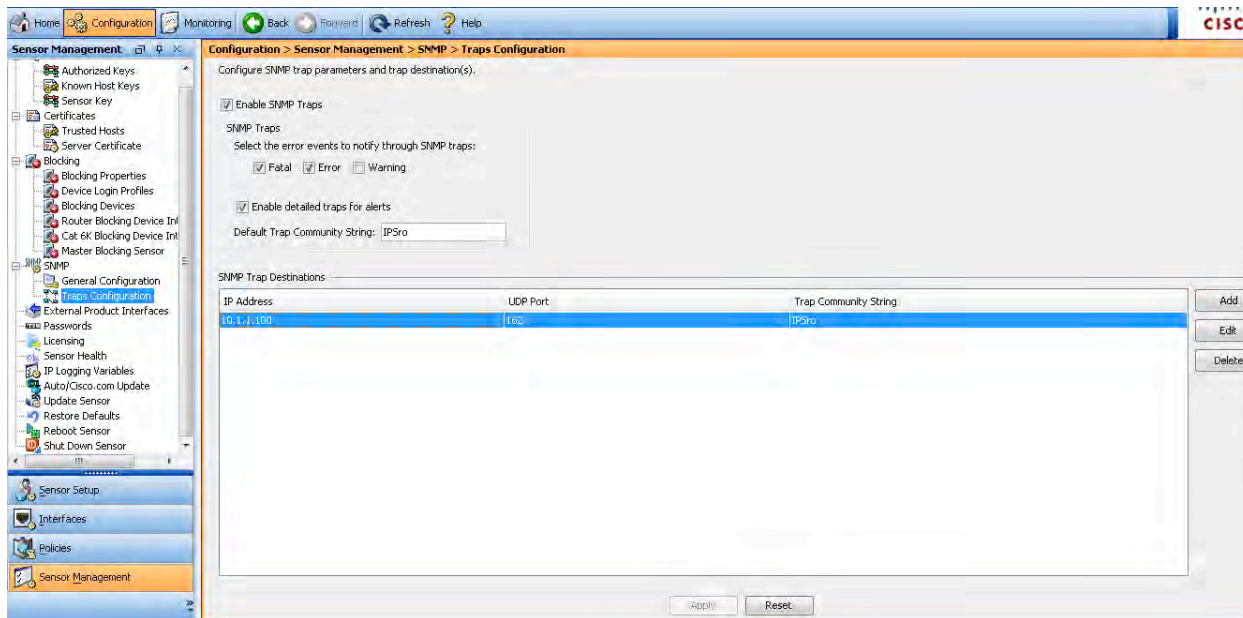 Home Configuration Monitoring Back Forward Refresh Help
CISC
Sensor Management
Configuration > Sensor Management > SNMP > Traps Configuration
Authorized Keys
Known Host Keys
Sensor Key
Certificates
Trusted Hosts
Server Certificate
Blocking
Blocking Properties
Device Login Profiles
Blocking Devices
Router Blocking Device Int
Cat 6K Blocking Device Int
Master Blocking Sensor
SNMP
General Configuration
Traps Configuration
External Product Interfaces
Passwords
Licensing
Sensor Health
IP Logging Variables
Auto/Cisco.com Update
Update Sensor
Restore Defaults
Reboot Sensor
Shut Down Sensor
Sensor Setup
Interfaces
Policies
Sensor Management
Configure SNMP trap parameters and trap destination(s).
Enable SNMP Traps
SNMP Traps
Select the error events to notify through SNMP traps:
Fatal Error Warning
Enable detailed traps for alerts
Default Trap Community String: IPSro
SNMP Trap Destinations
IP Address UDP Port Trap Community String
10.1.1.100 162 IPSro
Add
Edit
Delete
Apply Reset